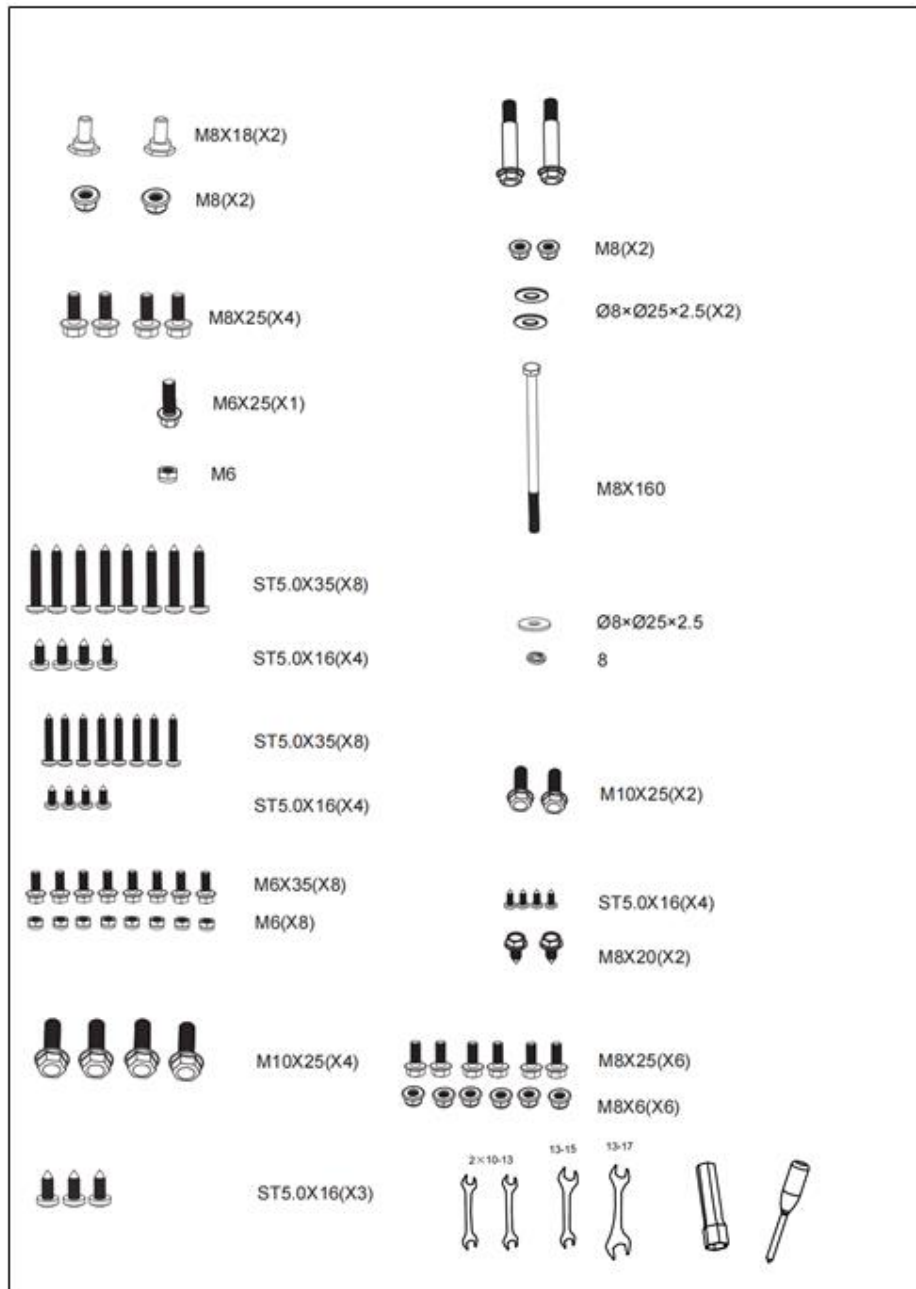 M8X18(X2)
M8(X2)
M8X25(X4)
M6X25(X1)
M6
ST5.0X35(X8)
ST5.0X16(X4)
ST5.0X35(X8)
ST5.0X16(X4)
M6X35(X8)
M6(X8)
M10X25(X4)
ST5.0X16(X3)
M8(X2)
Ø8×Ø25×2.5(X2)
M8X160
Ø8×Ø25×2.5
8
M10X25(X2)
ST5.0X16(X4)
M8X20(X2)
M8X25(X6)
M8X6(X6)
2×10-13
13-15
13-17